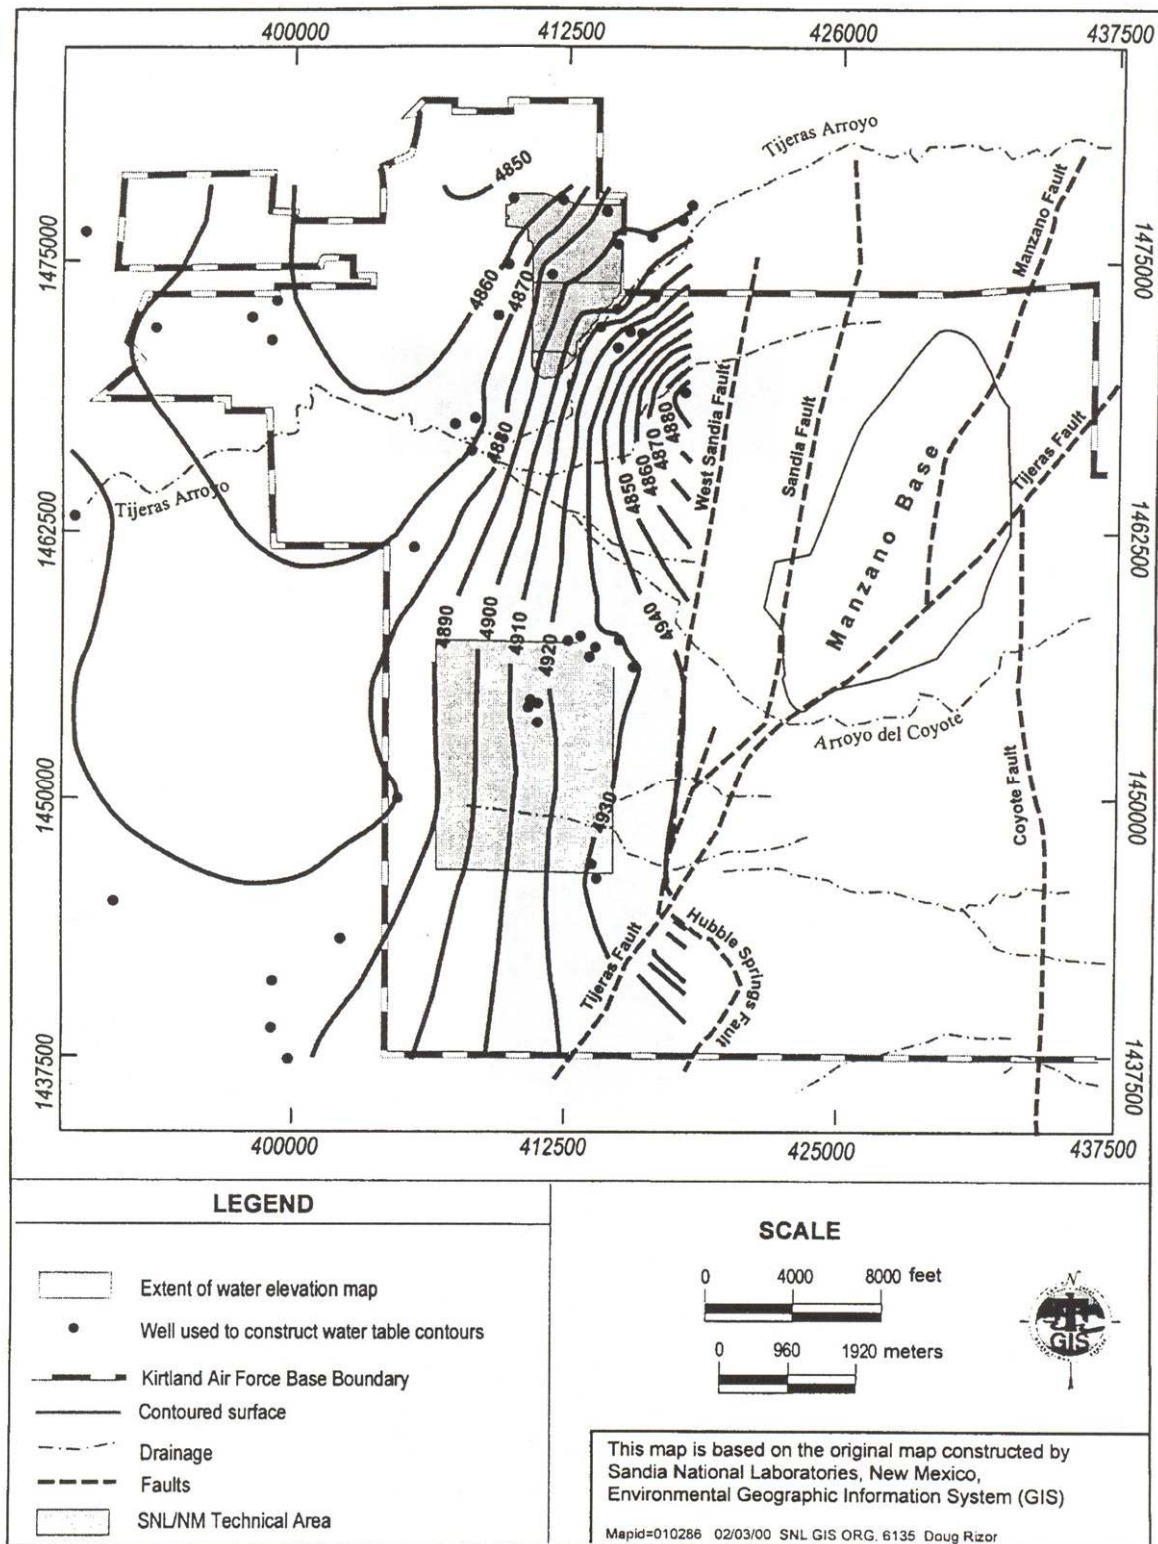 400000 412500 426000 437500
Tijeras Arroyo
4850
Manzano Fault
1475000
1475000
4860
4870
4880
West Sandia Fault
Sandia Fault
Manzano Base
Tijeras Fault
4880
4870
4860
4850
Tijeras Arroyo
1462500
1462500
4890
4900
4910
4920
4940
Arroyo del Coyote
Coyote Fault
1450000
1450000
4930
Hubble Springs Fault
Tijeras Fault
1437500
1437500
400000 412500 425000 437500
LEGEND
Extent of water elevation map
Well used to construct water table contours
Kirtland Air Force Base Boundary
Contoured surface
Drainage
Faults
SNL/NM Technical Area
SCALE
0 4000 8000 feet
0 960 1920 meters
N
GIS
This map is based on the original map constructed by
Sandia National Laboratories, New Mexico,
Environmental Geographic Information System (GIS)
Mapid=010286 02/03/00 SNL GIS ORG. 6135 Doug Rizor